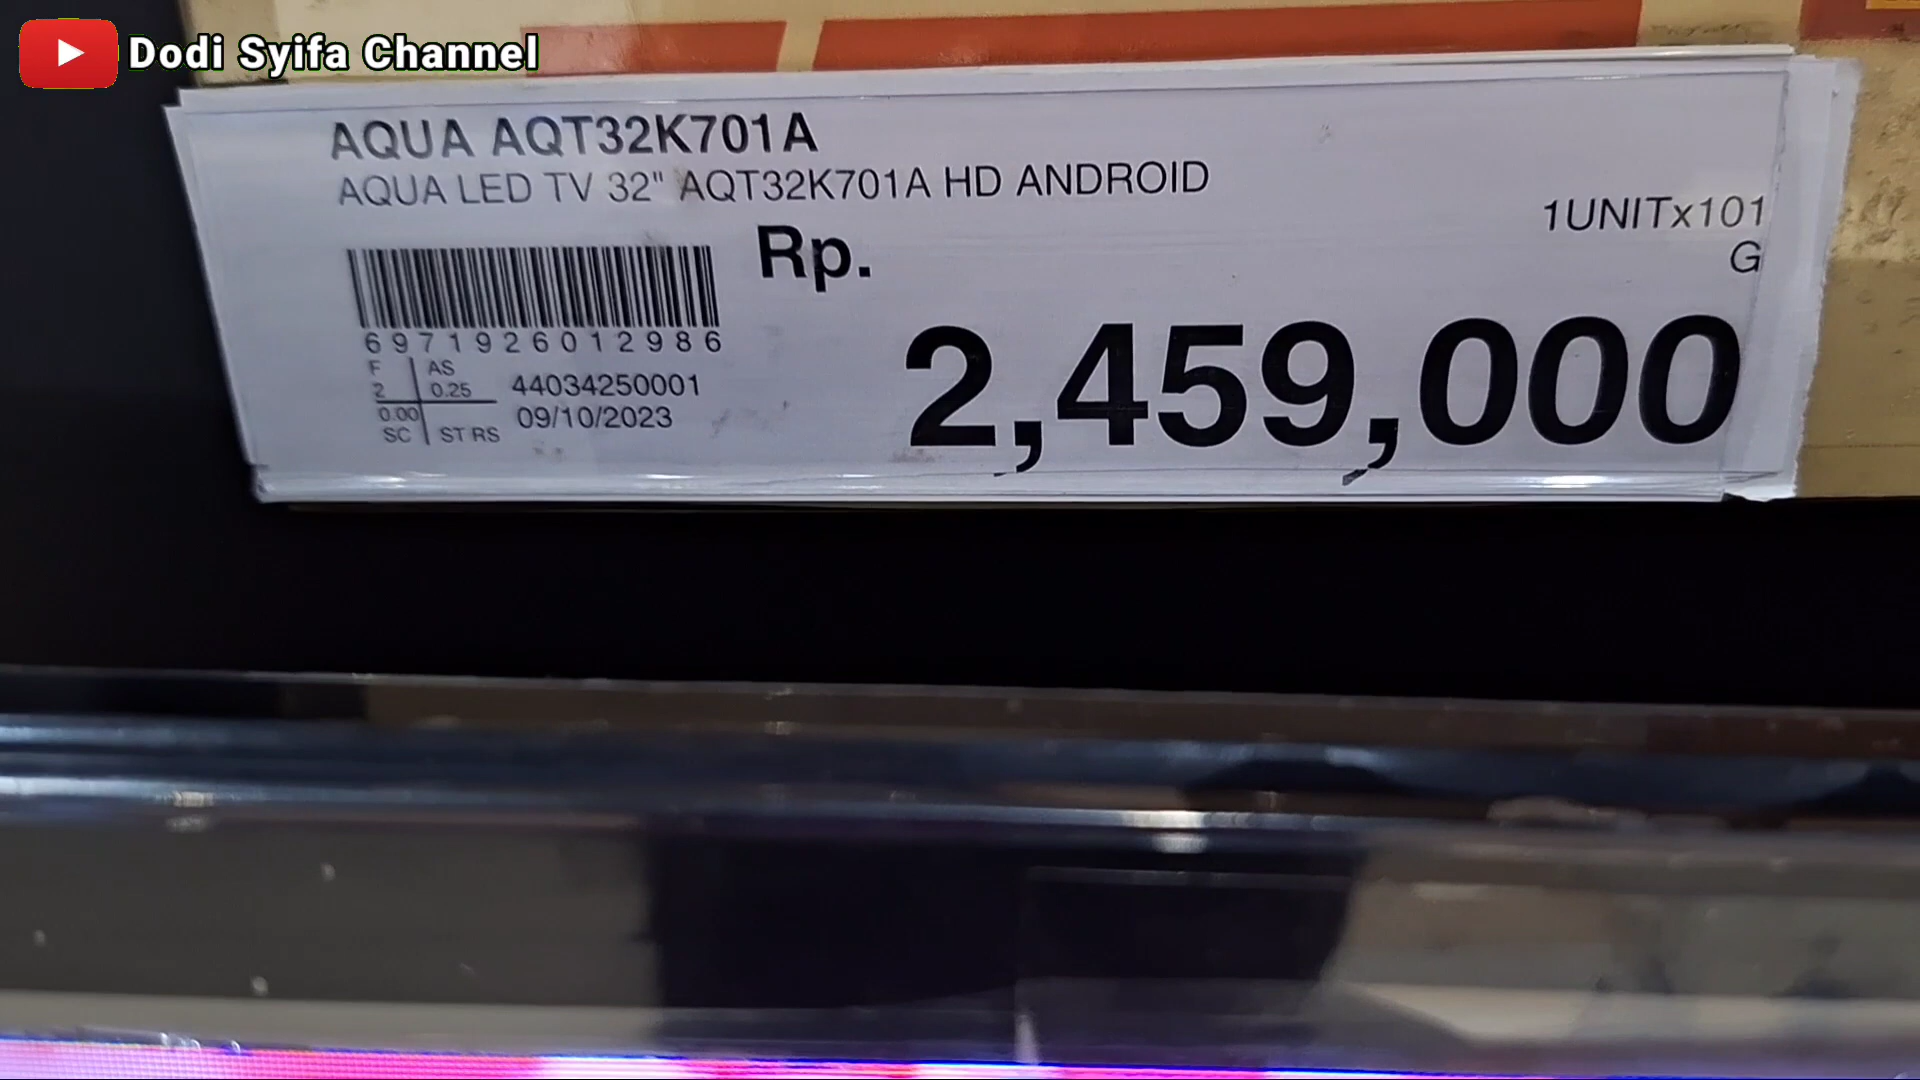 Dodi Syifa Channel
AQUA AQT32K701A
AQUA LED TV 32" AQT32K701A HD ANDROID
1UNITx101
G
Rp.
2,459,000
6971926012986
F AS
2 0.25 44034250001
0.00 09/10/2023
SC ST RS